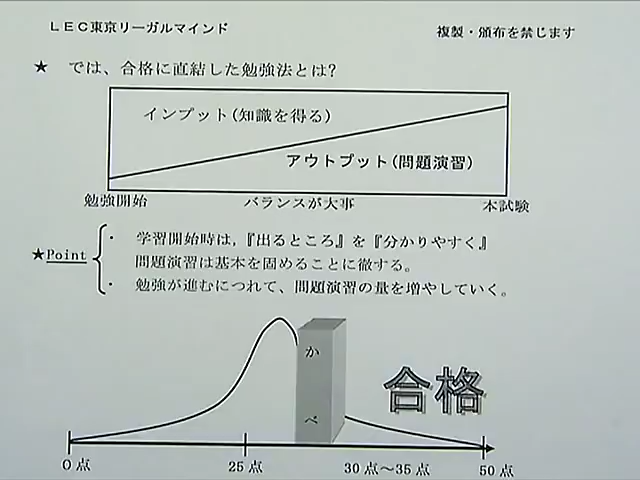 LEC東京リーガルマインド
複製・頒布を禁じます
★ では、合格に直結した勉強法とは?
インプット(知識を得る)
アウトプット(問題演習)
勉強開始 バランスが大事 本試験
★Point
・ 学習開始時は,『出るところ』を『分かりやすく』
問題演習は基本を固めることに徹する。
・ 勉強が進むにつれて、問題演習の量を増やしていく。
かべ
合格
0点 25点 30点〜35点 50点